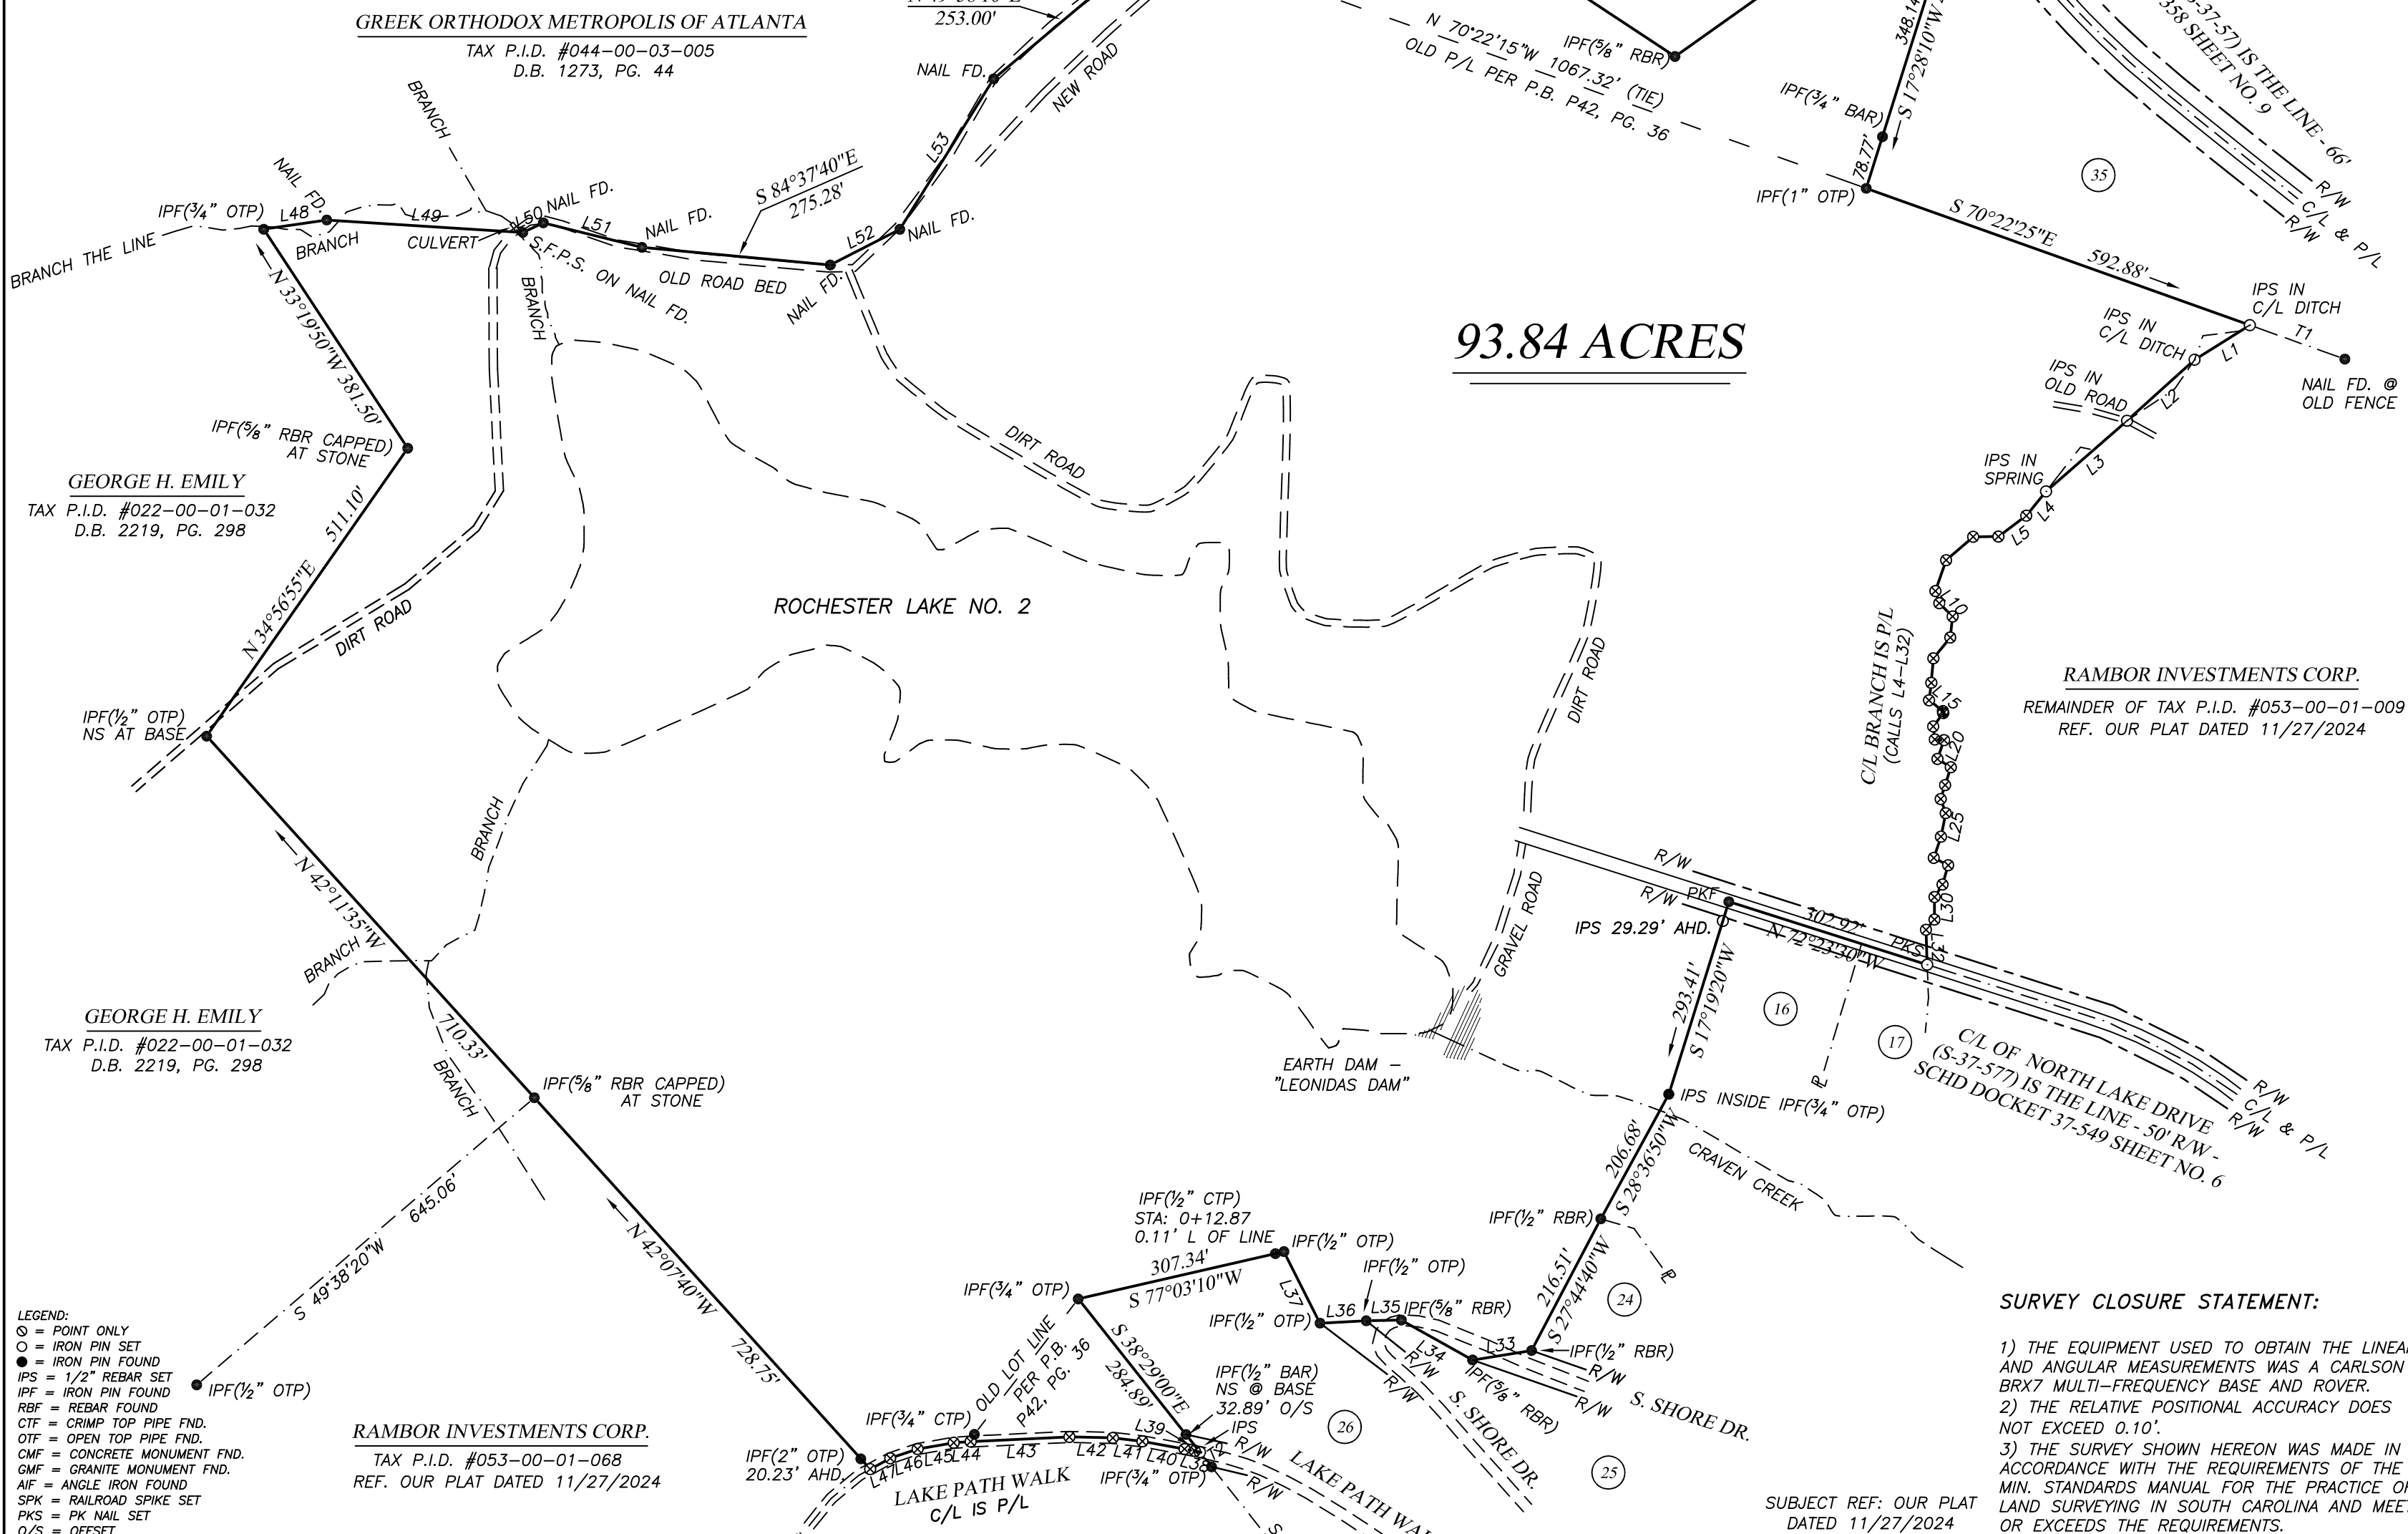 GREEK ORTHODOX METROPOLIS OF ATLANTA
TAX P.I.D. #044-00-03-005
D.B. 1273, PG. 44
253.00'
NAIL FD.
NEW ROAD
L53
N 70°22'15"W 1067.32' (TIE)
OLD P/L PER P.B. P42, PG. 36
IPF(5/8" RBR)
348.14'
S 17°28'10"W
IPF(3/4" BAR)
78.77'
IPF(1" OTP)
35
-37-57) IS THE LINE - 66'
358 SHEET NO. 9
R/W
C/L & P/L
R/W
BRANCH
NAIL FD.
IPF(3/4" OTP)
L48
L49
BRANCH
BRANCH THE LINE
CULVERT
L50
NAIL FD.
L51
NAIL FD.
S.F.P.S. ON NAIL FD.
BRANCH
OLD ROAD BED
S 84°37'40"E
275.28'
L52
NAIL FD.
NAIL FD.
S 70°22'25"E
592.88'
IPS IN
C/L DITCH
T1
NAIL FD. @
OLD FENCE
IPS IN
C/L DITCH
L1
IPS IN
OLD ROAD
L2
L3
IPS IN
SPRING
L4
L5
93.84 ACRES
N 33°19'50"W 381.50'
IPF(5/8" RBR CAPPED)
AT STONE
GEORGE H. EMILY
TAX P.I.D. #022-00-01-032
D.B. 2219, PG. 298
511.10'
N 34°56'55"E
DIRT ROAD
DIRT ROAD
ROCHESTER LAKE NO. 2
DIRT ROAD
L10
L15
L20
L25
L30
L32
C/L BRANCH IS P/L
(CALLS L4-L32)
RAMBOR INVESTMENTS CORP.
REMAINDER OF TAX P.I.D. #053-00-01-009
REF. OUR PLAT DATED 11/27/2024
IPF(1/2" OTP)
NS AT BASE
N 42°11'35"W
710.33'
BRANCH
BRANCH
BRANCH
GEORGE H. EMILY
TAX P.I.D. #022-00-01-032
D.B. 2219, PG. 298
IPF(5/8" RBR CAPPED)
AT STONE
645.06'
S 49°38'20"W
IPF(1/2" OTP)
N 42°07'40"W
728.75'
R/W
R/W
PKF
302.92'
N 72°23'30"W
PKS
IPS 29.29' AHD.
GRAVEL ROAD
293.41'
S 17°19'20"W
16
17
PL
C/L OF NORTH LAKE DRIVE
(S-37-577) IS THE LINE - 50' R/W -
SCHD DOCKET 37-549 SHEET NO. 6
R/W
C/L & P/L
R/W
EARTH DAM -
"LEONIDAS DAM"
IPS INSIDE IPF(3/4" OTP)
206.68'
S 28°36'50"W
CRAVEN CREEK
IPF(1/2" RBR)
PL
216.51'
S 27°44'40"W
24
IPF(1/2" CTP)
STA: 0+12.87
0.11' L OF LINE
IPF(1/2" OTP)
307.34'
S 77°03'10"W
IPF(3/4" OTP)
L37
IPF(1/2" OTP)
IPF(1/2" OTP)
L36
L35
IPF(5/8" RBR)
L34
L33
IPF(1/2" RBR)
IPF(5/8" RBR)
R/W
R/W
R/W
R/W
S. SHORE DR.
S. SHORE DR.
S 38°29'00"E
284.89'
OLD LOT LINE
PER P.B.
P42, PG. 36
IPF(1/2" BAR)
NS @ BASE
32.89' O/S
IPS
26
25
IPF(3/4" CTP)
IPF(2" OTP)
20.23' AHD.
L47
L46
L45
L44
L43
L42
L41
L40
L39
L38
IPF(3/4" OTP)
R/W
R/W
LAKE PATH WALK
C/L IS P/L
LAKE PATH WA
RAMBOR INVESTMENTS CORP.
TAX P.I.D. #053-00-01-068
REF. OUR PLAT DATED 11/27/2024
LEGEND:
⊗ = POINT ONLY
○ = IRON PIN SET
● = IRON PIN FOUND
IPS = 1/2" REBAR SET
IPF = IRON PIN FOUND
RBF = REBAR FOUND
CTF = CRIMP TOP PIPE FND.
OTF = OPEN TOP PIPE FND.
CMF = CONCRETE MONUMENT FND.
GMF = GRANITE MONUMENT FND.
AIF = ANGLE IRON FOUND
SPK = RAILROAD SPIKE SET
PKS = PK NAIL SET
O/S = OFFSET
SURVEY CLOSURE STATEMENT:
1) THE EQUIPMENT USED TO OBTAIN THE LINEA
AND ANGULAR MEASUREMENTS WAS A CARLSON
BRX7 MULTI-FREQUENCY BASE AND ROVER.
2) THE RELATIVE POSITIONAL ACCURACY DOES
NOT EXCEED 0.10'.
3) THE SURVEY SHOWN HEREON WAS MADE IN
ACCORDANCE WITH THE REQUIREMENTS OF THE
MIN. STANDARDS MANUAL FOR THE PRACTICE O
LAND SURVEYING IN SOUTH CAROLINA AND MEET
OR EXCEEDS THE REQUIREMENTS.
SUBJECT REF: OUR PLAT
DATED 11/27/2024